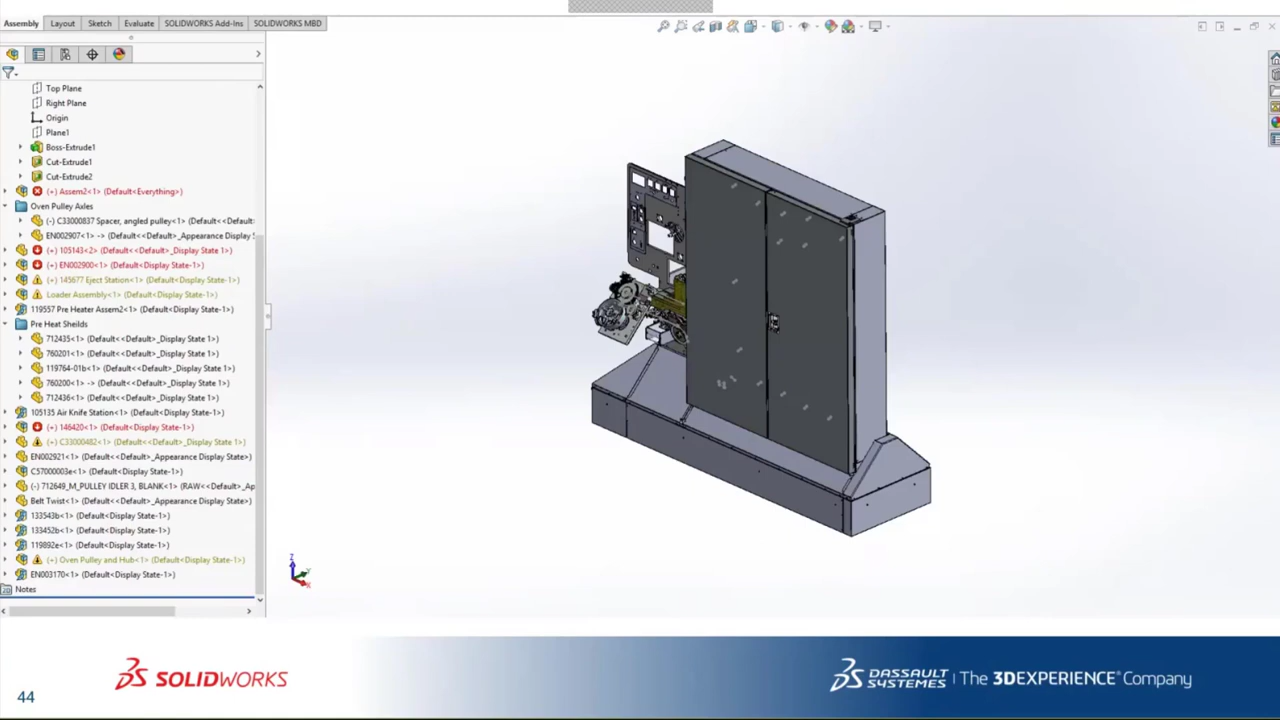 Assembly Layout Sketch Evaluate SOLIDWORKS Add-Ins SOLIDWORKS MBD
Top Plane
Right Plane
Origin
Plane1
Boss-Extrude1
Cut-Extrude1
Cut-Extrude2
(+) Assem2<1> (Default<Everything>)
Oven Pulley Axles
(-) C33000837 Spacer, angled pulley<1> (Default<<Default:
EN002907<1> -> (Default<<Default>_Appearance Display S
(+) 105143<2> (Default<<Default>_Display State 1>)
(+) EN002900<1> (Default<Display State-1>)
(+) 145677 Eject Station<1> (Default<Display State-1>)
Loader Assembly<1> (Default<Display State-1>)
119557 Pre Heater Assem2<1> (Default<Display State-1>)
Pre Heat Sheilds
712435<1> (Default<<Default>_Display State 1>)
760201<1> (Default<<Default>_Display State 1>)
119764-01b<1> (Default<<Default>_Display State 1>)
760200<1> -> (Default<<Default>_Display State 1>)
712436<1> (Default<<Default>_Display State 1>)
105135 Air Knife Station<1> (Default<Display State-1>)
(+) 146420<1> (Default<Display State-1>)
(+) C33000482<1> (Default<<Default>_Display State 1>)
EN002921<1> (Default<<Default>_Appearance Display State>)
C57000003e<1> (Default<Display State-1>)
(-) 712649_M_PULLEY IDLER 3, BLANK<1> (RAW<<Default>_Ap
Belt Twist<1> (Default<<Default>_Appearance Display State>)
133543b<1> (Default<Display State-1>)
133452b<1> (Default<Display State-1>)
119892e<1> (Default<Display State-1>)
(+) Oven Pulley and Hub<1> (Default<Display State-1>)
EN003170<1> (Default<Display State-1>)
Notes
Z
Y
X
44
SOLIDWORKS
DASSAULT SYSTEMES | The 3DEXPERIENCE® Company